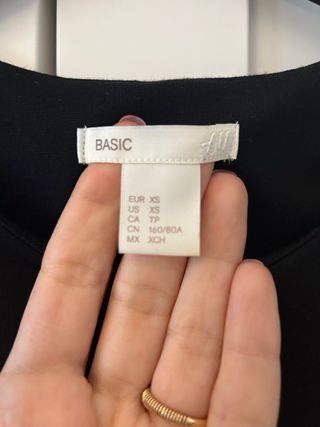 BASIC H&M
EUR XS
US XS
CA TP
CN 160/80A
MX XCH